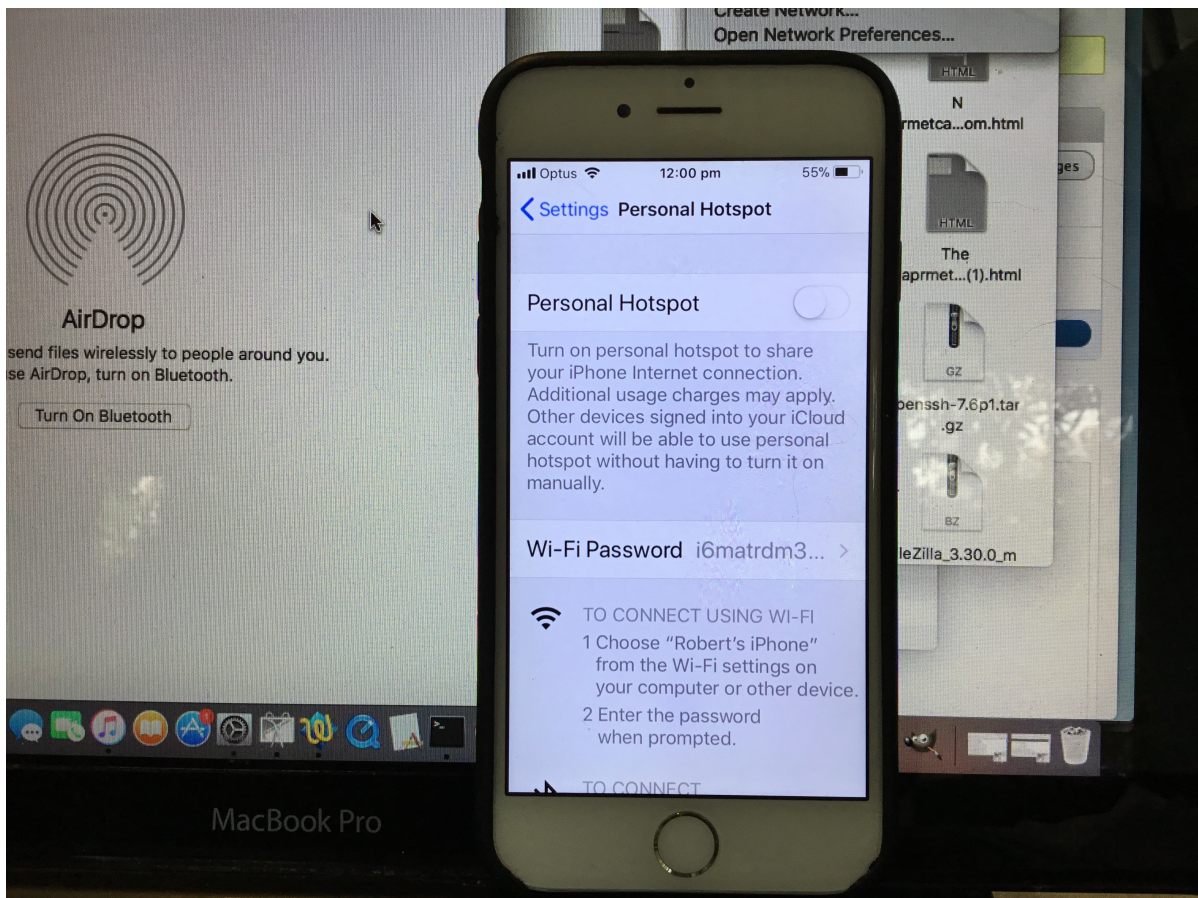 Create Network...
Open Network Preferences...
HTML
N
rmetca...om.html
HTML
The
aprmet...(1).html
GZ
penssh-7.6p1.tar
.gz
BZ
leZilla_3.30.0_m
ges
AirDrop
send files wirelessly to people around you.
se AirDrop, turn on Bluetooth.
Turn On Bluetooth
Optus
12:00 pm
55%
Settings
Personal Hotspot
Personal Hotspot
Turn on personal hotspot to share
your iPhone Internet connection.
Additional usage charges may apply.
Other devices signed into your iCloud
account will be able to use personal
hotspot without having to turn it on
manually.
Wi-Fi Password i6matrdm3...
TO CONNECT USING WI-FI
1 Choose “Robert's iPhone”
from the Wi-Fi settings on
your computer or other device.
2 Enter the password
when prompted.
TO CONNECT
1
MacBook Pro